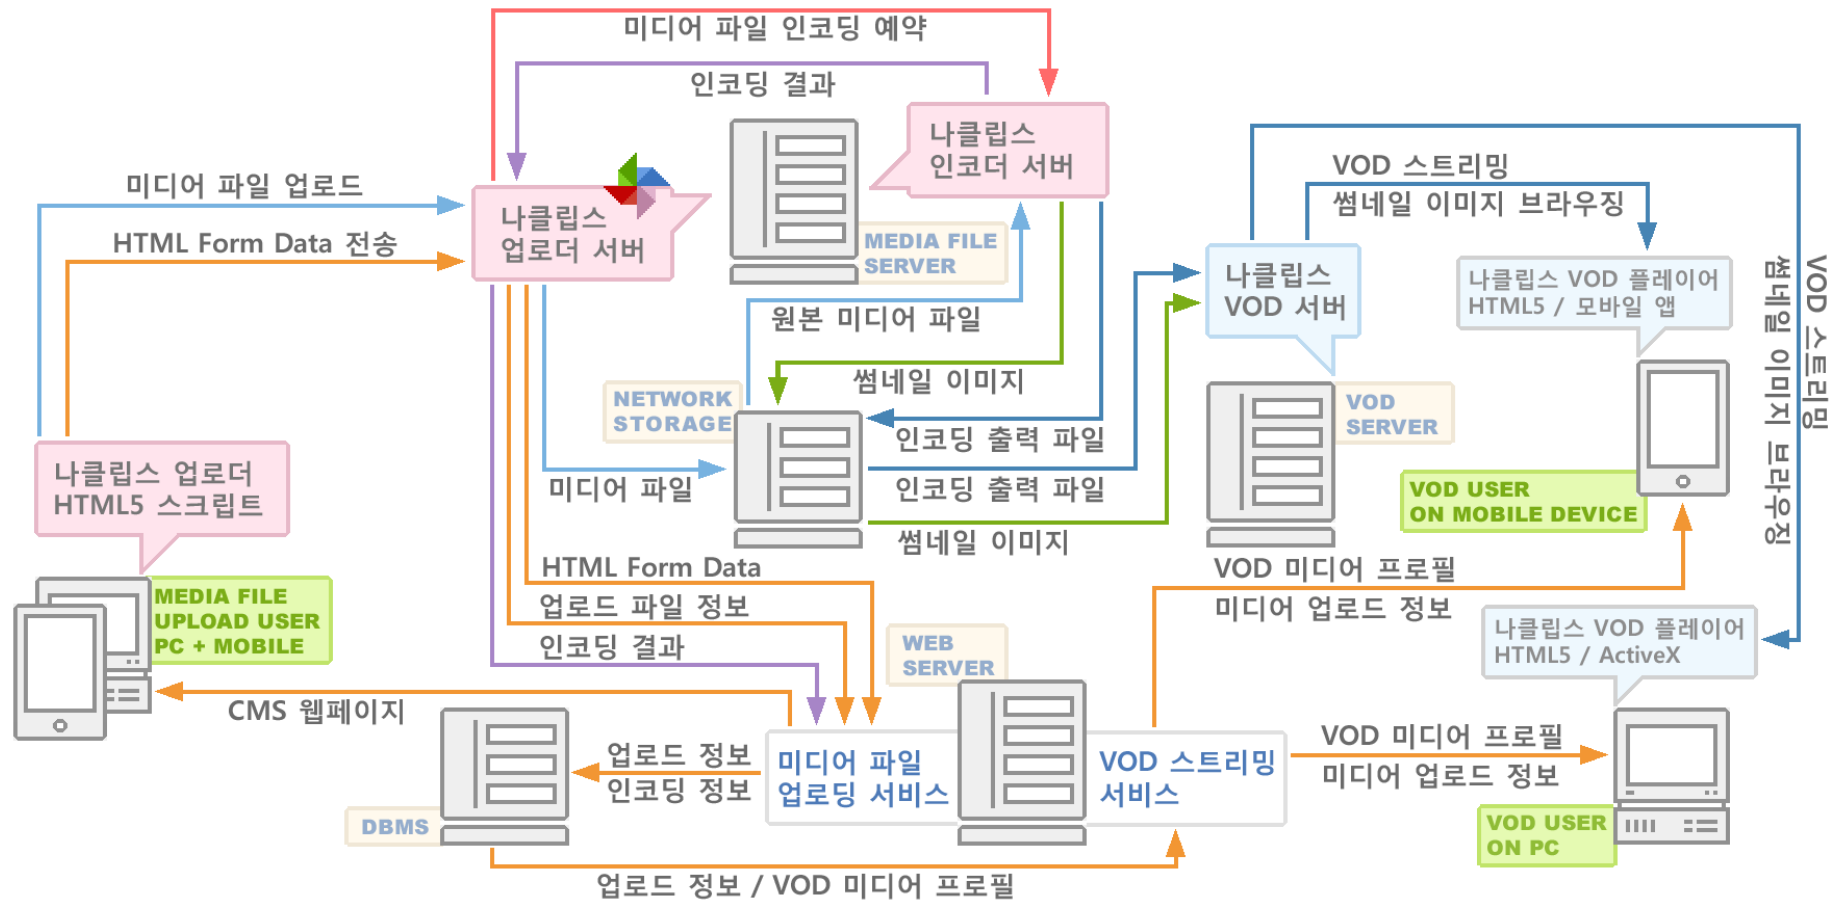 미디어 파일 인코딩 예약
인코딩 결과
나클립스
인코더 서버
미디어 파일 업로드
HTML Form Data 전송
나클립스
업로더 서버
MEDIA FILE
SERVER
원본 미디어 파일
썸네일 이미지
NETWORK
STORAGE
인코딩 출력 파일
인코딩 출력 파일
미디어 파일
썸네일 이미지
VOD 스트리밍
썸네일 이미지 브라우징
나클립스
VOD 서버
나클립스 VOD 플레이어
HTML5 / 모바일 앱
VOD 스트리밍
썸네일 이미지 브라우징
VOD
SERVER
VOD USER
ON MOBILE DEVICE
나클립스 업로더
HTML5 스크립트
MEDIA FILE
UPLOAD USER
PC + MOBILE
HTML Form Data
업로드 파일 정보
인코딩 결과
WEB
SERVER
VOD 미디어 프로필
미디어 업로드 정보
나클립스 VOD 플레이어
HTML5 / ActiveX
CMS 웹페이지
업로드 정보
인코딩 정보
미디어 파일
업로딩 서비스
VOD 스트리밍
서비스
VOD 미디어 프로필
미디어 업로드 정보
DBMS
VOD USER
ON PC
업로드 정보 / VOD 미디어 프로필